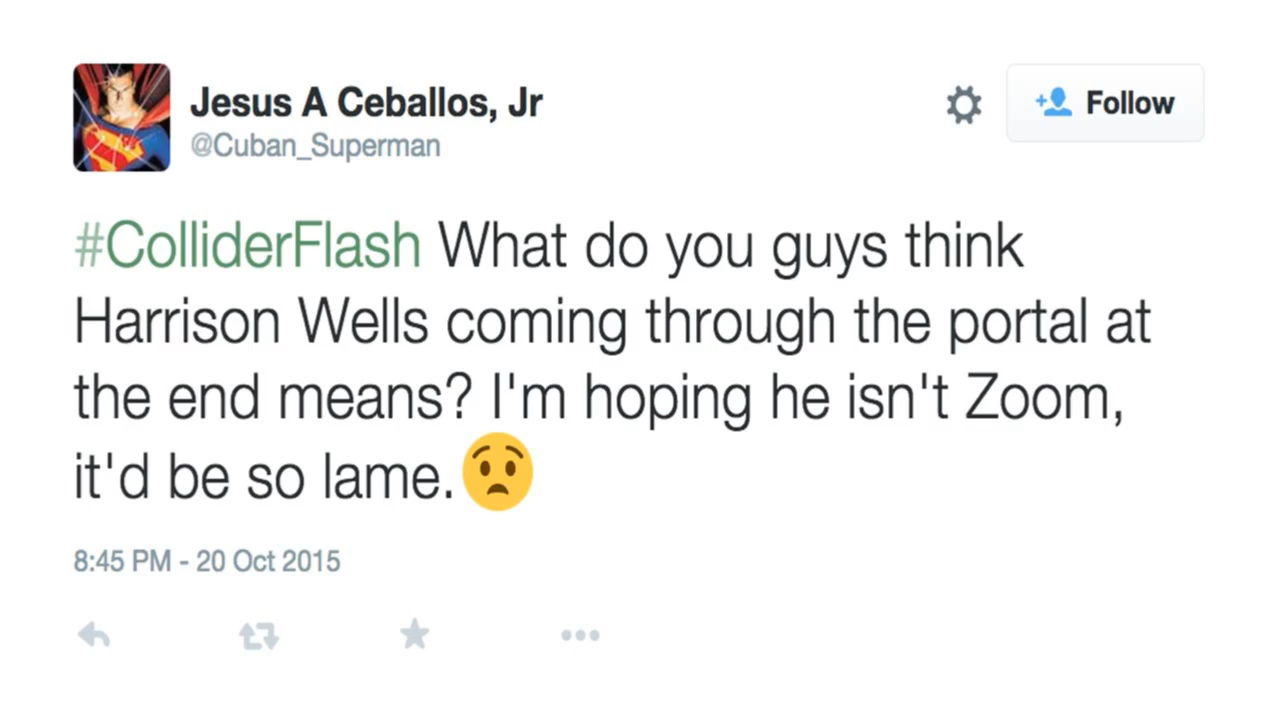 Jesus A Ceballos, Jr
@Cuban_Superman
Follow
#ColliderFlash What do you guys think
Harrison Wells coming through the portal at
the end means? I'm hoping he isn't Zoom,
it'd be so lame.😟
8:45 PM - 20 Oct 2015